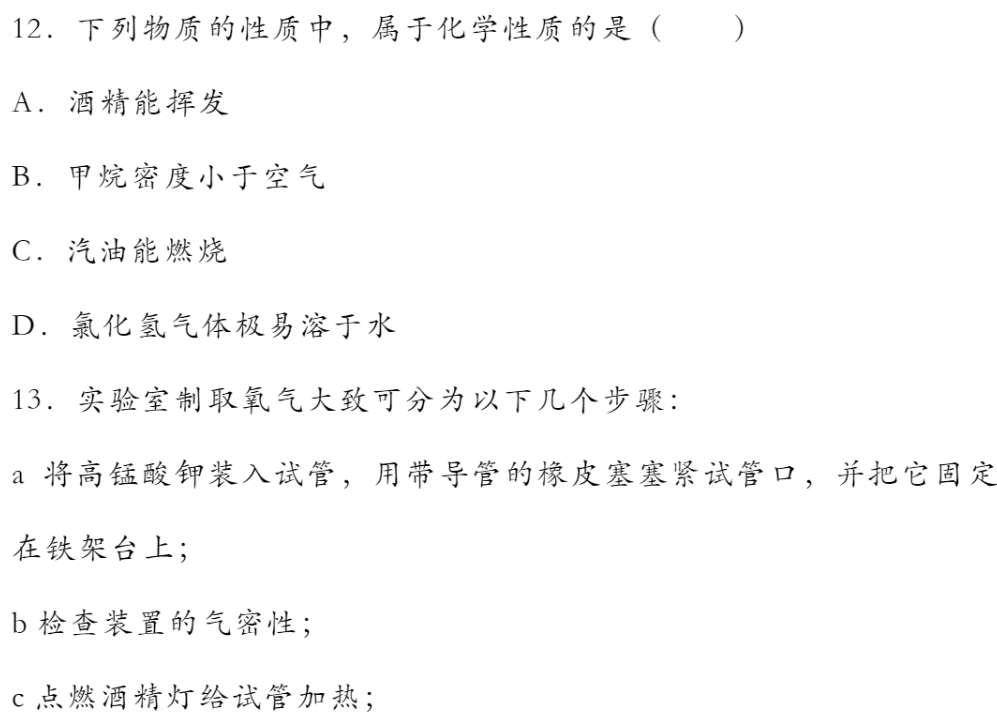 12．下列物质的性质中，属于化学性质的是（　　）
A．酒精能挥发
B．甲烷密度小于空气
C．汽油能燃烧
D．氯化氢气体极易溶于水
13．实验室制取氧气大致可分为以下几个步骤：
a 将高锰酸钾装入试管，用带导管的橡皮塞塞紧试管口，并把它固定
在铁架台上；
b 检查装置的气密性；
c 点燃酒精灯给试管加热；